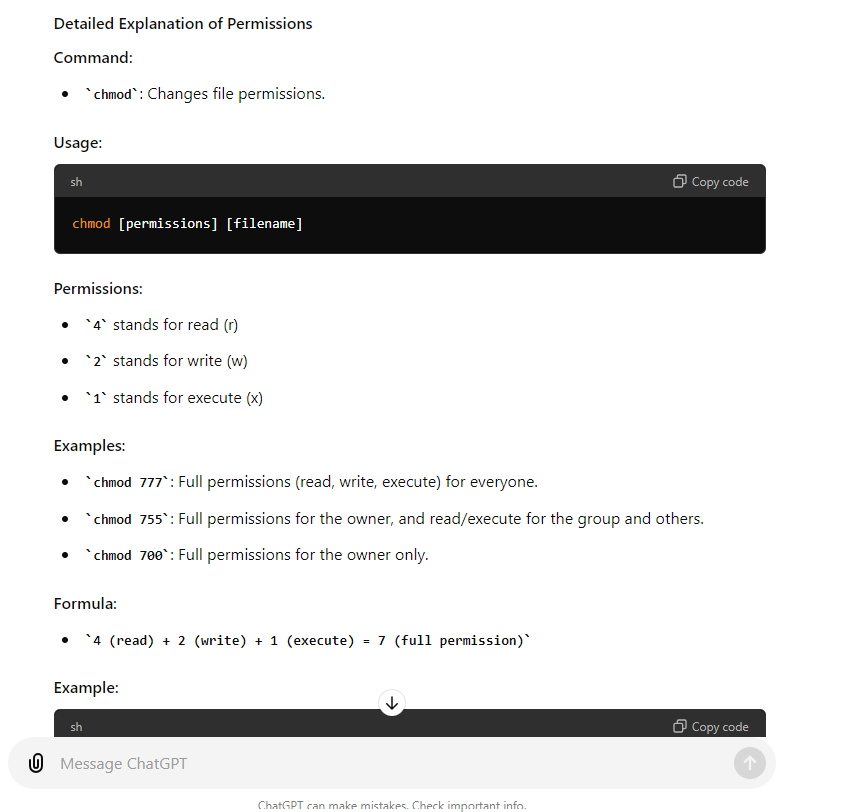 Detailed Explanation of Permissions
Command:
`chmod`: Changes file permissions.
Usage:
sh Copy code
chmod [permissions] [filename]
Permissions:
`4` stands for read (r)
`2` stands for write (w)
`1` stands for execute (x)
Examples:
`chmod 777`: Full permissions (read, write, execute) for everyone.
`chmod 755`: Full permissions for the owner, and read/execute for the group and others.
`chmod 700`: Full permissions for the owner only.
Formula:
`4 (read) + 2 (write) + 1 (execute) = 7 (full permission)`
Example:
sh Copy code
Message ChatGPT
ChatGPT can make mistakes. Check important info.